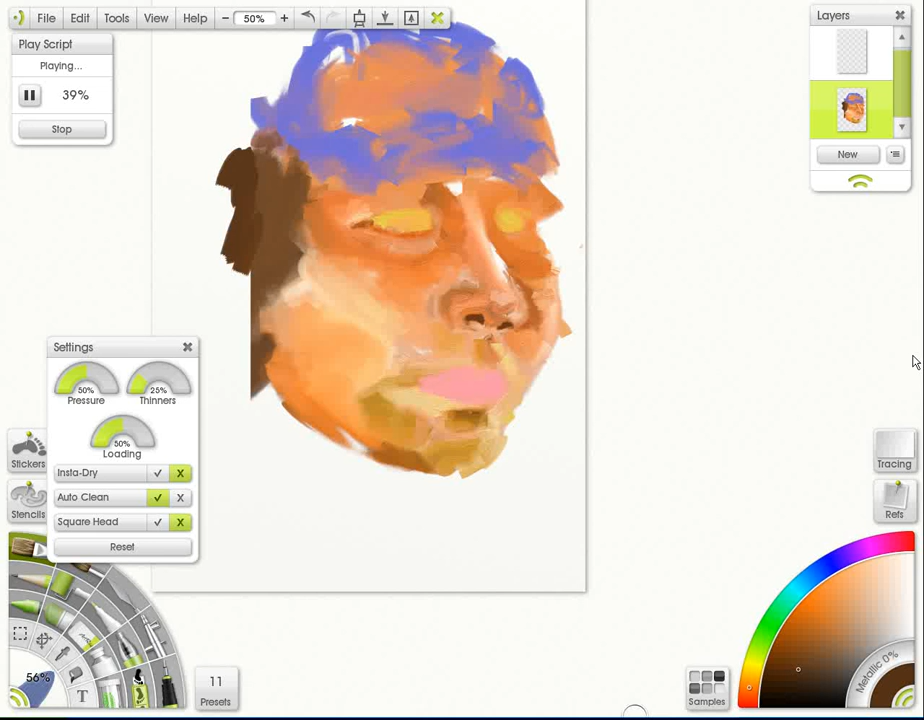 File Edit Tools View Help − 50% +
Play Script
Playing...
39%
Stop
Layers
New
Settings
50%
Pressure
25%
Thinners
50%
Loading
Insta-Dry ✓ X
Auto Clean ✓ X
Square Head ✓ X
Reset
Stickers
Stencils
56%
T
11
Presets
Tracing
Refs
Samples
Metallic 0%